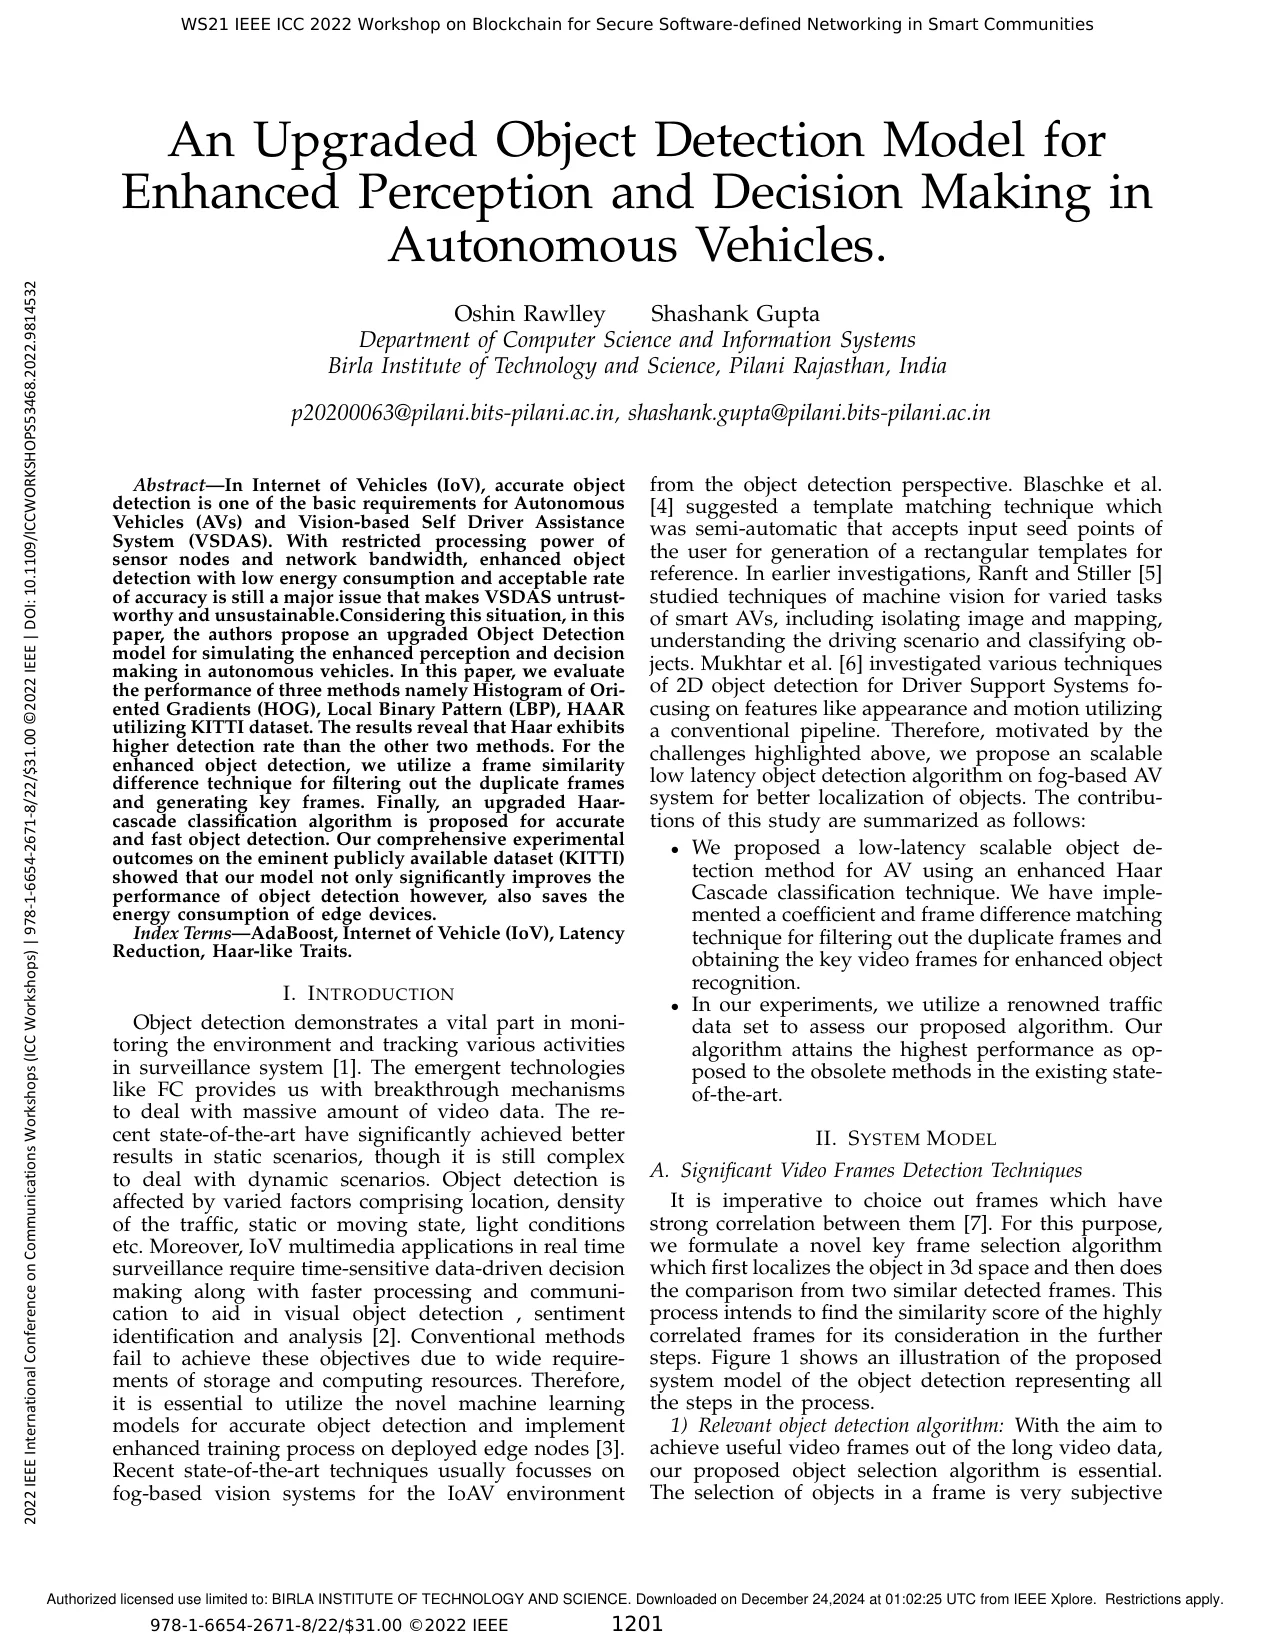 WS21 IEEE ICC 2022 Workshop on Blockchain for Secure Software-defined Networking in Smart Communities
An Upgraded Object Detection Model for
Enhanced Perception and Decision Making in
Autonomous Vehicles.
Oshin Rawlley Shashank Gupta
Department of Computer Science and Information Systems
Birla Institute of Technology and Science, Pilani Rajasthan, India
p20200063@pilani.bits-pilani.ac.in, shashank.gupta@pilani.bits-pilani.ac.in
Abstract—In Internet of Vehicles (IoV), accurate object
detection is one of the basic requirements for Autonomous
Vehicles (AVs) and Vision-based Self Driver Assistance
System (VSDAS). With restricted processing power of
sensor nodes and network bandwidth, enhanced object
detection with low energy consumption and acceptable rate
of accuracy is still a major issue that makes VSDAS untrust-
worthy and unsustainable.Considering this situation, in this
paper, the authors propose an upgraded Object Detection
model for simulating the enhanced perception and decision
making in autonomous vehicles. In this paper, we evaluate
the performance of three methods namely Histogram of Ori-
ented Gradients (HOG), Local Binary Pattern (LBP), HAAR
utilizing KITTI dataset. The results reveal that Haar exhibits
higher detection rate than the other two methods. For the
enhanced object detection, we utilize a frame similarity
difference technique for filtering out the duplicate frames
and generating key frames. Finally, an upgraded Haar-
cascade classification algorithm is proposed for accurate
and fast object detection. Our comprehensive experimental
outcomes on the eminent publicly available dataset (KITTI)
showed that our model not only significantly improves the
performance of object detection however, also saves the
energy consumption of edge devices.
Index Terms—AdaBoost, Internet of Vehicle (IoV), Latency
Reduction, Haar-like Traits.
I. INTRODUCTION
Object detection demonstrates a vital part in moni-
toring the environment and tracking various activities
in surveillance system [1]. The emergent technologies
like FC provides us with breakthrough mechanisms
to deal with massive amount of video data. The re-
cent state-of-the-art have significantly achieved better
results in static scenarios, though it is still complex
to deal with dynamic scenarios. Object detection is
affected by varied factors comprising location, density
of the traffic, static or moving state, light conditions
etc. Moreover, IoV multimedia applications in real time
surveillance require time-sensitive data-driven decision
making along with faster processing and communi-
cation to aid in visual object detection , sentiment
identification and analysis [2]. Conventional methods
fail to achieve these objectives due to wide require-
ments of storage and computing resources. Therefore,
it is essential to utilize the novel machine learning
models for accurate object detection and implement
enhanced training process on deployed edge nodes [3].
Recent state-of-the-art techniques usually focusses on
fog-based vision systems for the IoAV environment
from the object detection perspective. Blaschke et al.
[4] suggested a template matching technique which
was semi-automatic that accepts input seed points of
the user for generation of a rectangular templates for
reference. In earlier investigations, Ranft and Stiller [5]
studied techniques of machine vision for varied tasks
of smart AVs, including isolating image and mapping,
understanding the driving scenario and classifying ob-
jects. Mukhtar et al. [6] investigated various techniques
of 2D object detection for Driver Support Systems fo-
cusing on features like appearance and motion utilizing
a conventional pipeline. Therefore, motivated by the
challenges highlighted above, we propose an scalable
low latency object detection algorithm on fog-based AV
system for better localization of objects. The contribu-
tions of this study are summarized as follows:
• We proposed a low-latency scalable object de-
tection method for AV using an enhanced Haar
Cascade classification technique. We have imple-
mented a coefficient and frame difference matching
technique for filtering out the duplicate frames and
obtaining the key video frames for enhanced object
recognition.
• In our experiments, we utilize a renowned traffic
data set to assess our proposed algorithm. Our
algorithm attains the highest performance as op-
posed to the obsolete methods in the existing state-
of-the-art.
II. SYSTEM MODEL
A. Significant Video Frames Detection Techniques
It is imperative to choice out frames which have
strong correlation between them [7]. For this purpose,
we formulate a novel key frame selection algorithm
which first localizes the object in 3d space and then does
the comparison from two similar detected frames. This
process intends to find the similarity score of the highly
correlated frames for its consideration in the further
steps. Figure 1 shows an illustration of the proposed
system model of the object detection representing all
the steps in the process.
1) Relevant object detection algorithm: With the aim to
achieve useful video frames out of the long video data,
our proposed object selection algorithm is essential.
The selection of objects in a frame is very subjective
2022 IEEE International Conference on Communications Workshops (ICC Workshops) | 978-1-6654-2671-8/22/$31.00 ©2022 IEEE | DOI: 10.1109/ICCWORKSHOPS53468.2022.9814532
Authorized licensed use limited to: BIRLA INSTITUTE OF TECHNOLOGY AND SCIENCE. Downloaded on December 24,2024 at 01:02:25 UTC from IEEE Xplore. Restrictions apply.
978-1-6654-2671-8/22/$31.00 ©2022 IEEE 1201